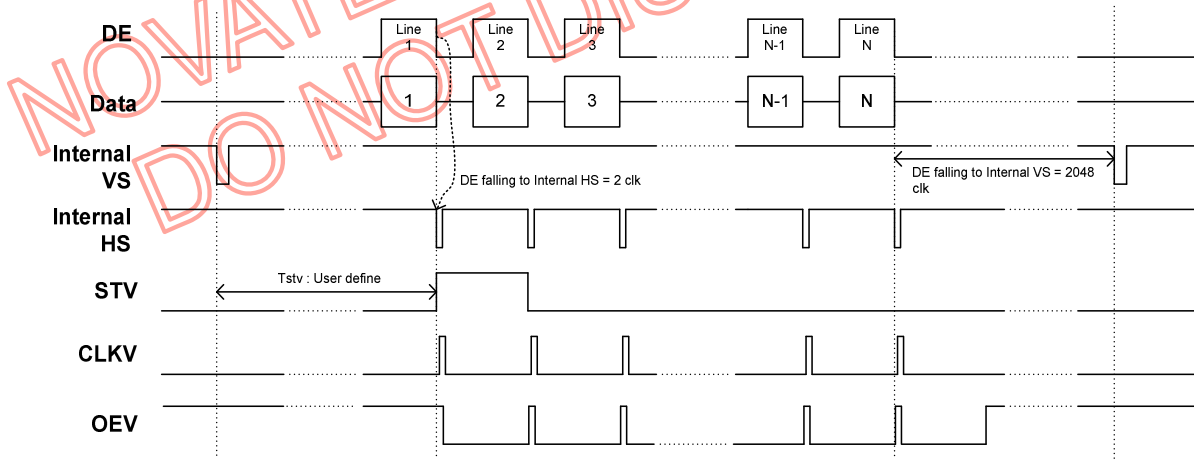 NOVATE
DO NOT DIS
DE
Line
1
Line
2
Line
3
Line
N-1
Line
N
Data
1
2
3
N-1
N
Internal
VS
DE falling to Internal HS = 2 clk
DE falling to Internal VS = 2048
clk
Internal
HS
Tstv : User define
STV
CLKV
OEV